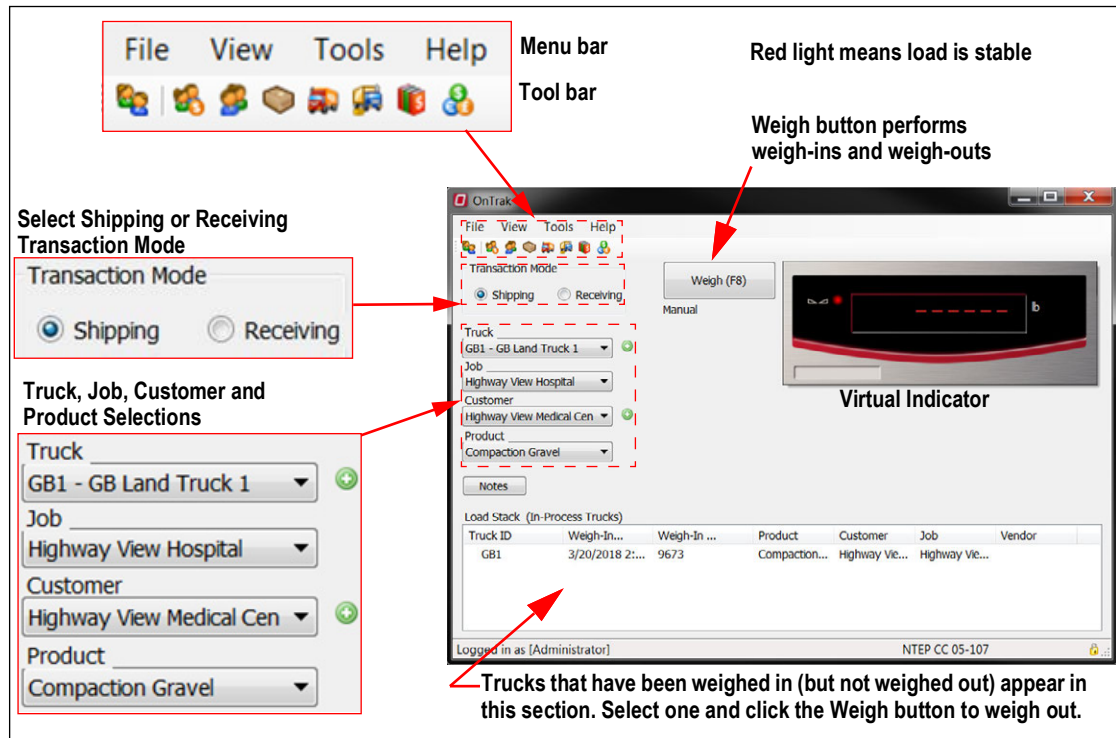 File View Tools Help
Menu bar
Tool bar
Red light means load is stable
Weigh button performs
weigh-ins and weigh-outs
Select Shipping or Receiving
Transaction Mode
Transaction Mode
Shipping Receiving
Truck, Job, Customer and
Product Selections
Truck
GB1 - GB Land Truck 1
Job
Highway View Hospital
Customer
Highway View Medical Cen
Product
Compaction Gravel
OnTrak
File View Tools Help
Transaction Mode
Shipping Receiving
Weigh (F8)
Manual
lb
Virtual Indicator
Truck
GB1 - GB Land Truck 1
Job
Highway View Hospital
Customer
Highway View Medical Cen
Product
Compaction Gravel
Notes
Load Stack (In-Process Trucks)
Truck ID Weigh-In... Weigh-In ... Product Customer Job Vendor
GB1 3/20/2018 2:... 9673 Compaction... Highway Vie... Highway Vie...
Logged in as [Administrator] NTEP CC 05-107
Trucks that have been weighed in (but not weighed out) appear in
this section. Select one and click the Weigh button to weigh out.